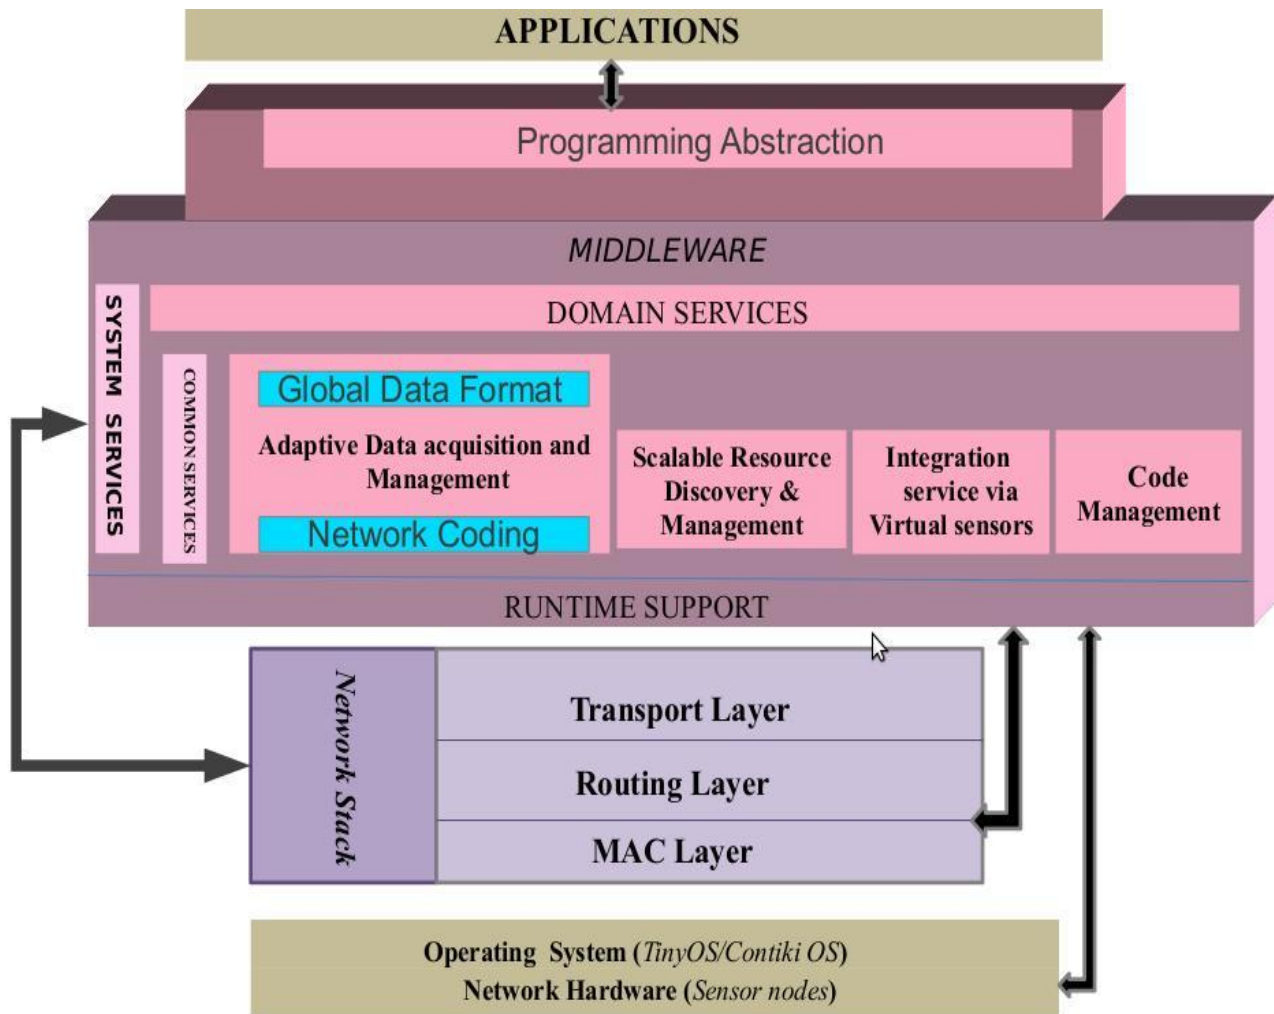 APPLICATIONS
Programming Abstraction
MIDDLEWARE
SYSTEM SERVICES
DOMAIN SERVICES
COMMON SERVICES
Global Data Format
Adaptive Data acquisition and
Management
Network Coding
Scalable Resource
Discovery &
Management
Integration
service via
Virtual sensors
Code
Management
RUNTIME SUPPORT
Network Stack
Transport Layer
Routing Layer
MAC Layer
Operating System (TinyOS/Contiki OS)
Network Hardware (Sensor nodes)